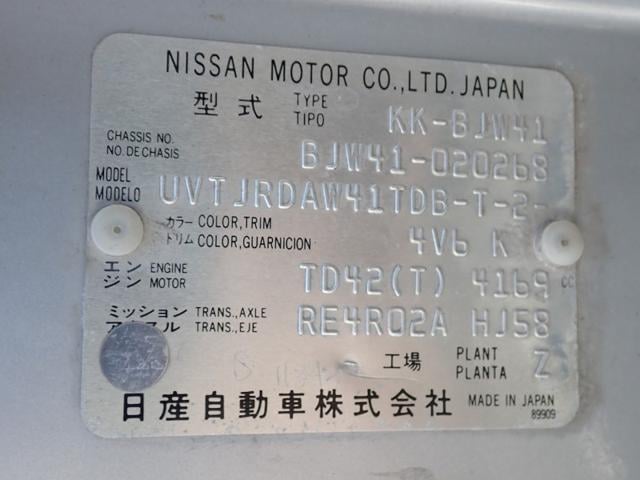 NISSAN MOTOR CO.,LTD.JAPAN
型式 TYPE TIPO KK-BJW41
CHASSIS NO. NO.DE CHASIS BJW41-020268
MODEL MODELO UVTJRDAW41TDB-T-2-
カラー COLOR,TRIM
トリム COLOR,GUARNICION 4V6 K
エンジン ENGINE MOTOR TD42(T) 4169 CC
ミッション TRANS.,AXLE
アクスル TRANS.,EJE RE4R02A HJ58
工場 PLANT PLANTA Z
日産自動車株式会社 MADE IN JAPAN
89909